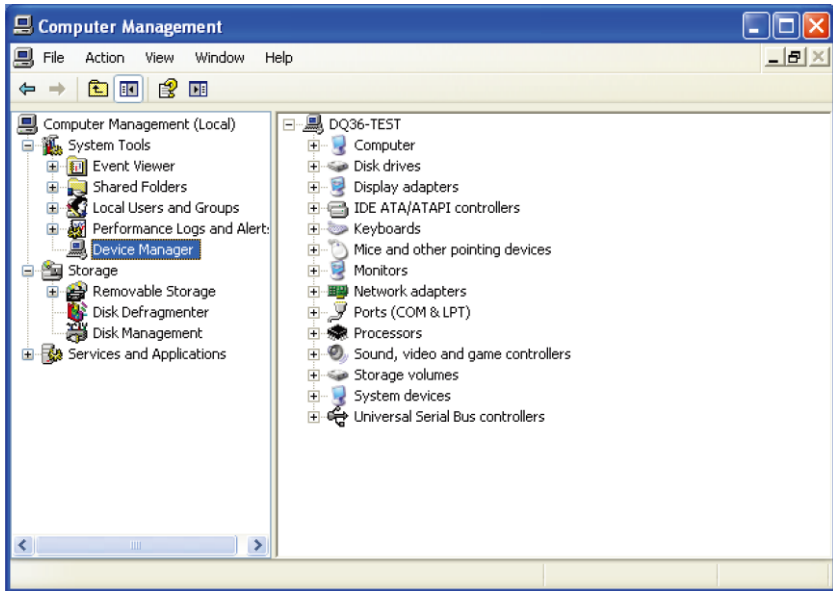 Computer Management
File Action View Window Help
Computer Management (Local)
System Tools
Event Viewer
Shared Folders
Local Users and Groups
Performance Logs and Alert:
Device Manager
Storage
Removable Storage
Disk Defragmenter
Disk Management
Services and Applications
DQ36-TEST
Computer
Disk drives
Display adapters
IDE ATA/ATAPI controllers
Keyboards
Mice and other pointing devices
Monitors
Network adapters
Ports (COM & LPT)
Processors
Sound, video and game controllers
Storage volumes
System devices
Universal Serial Bus controllers